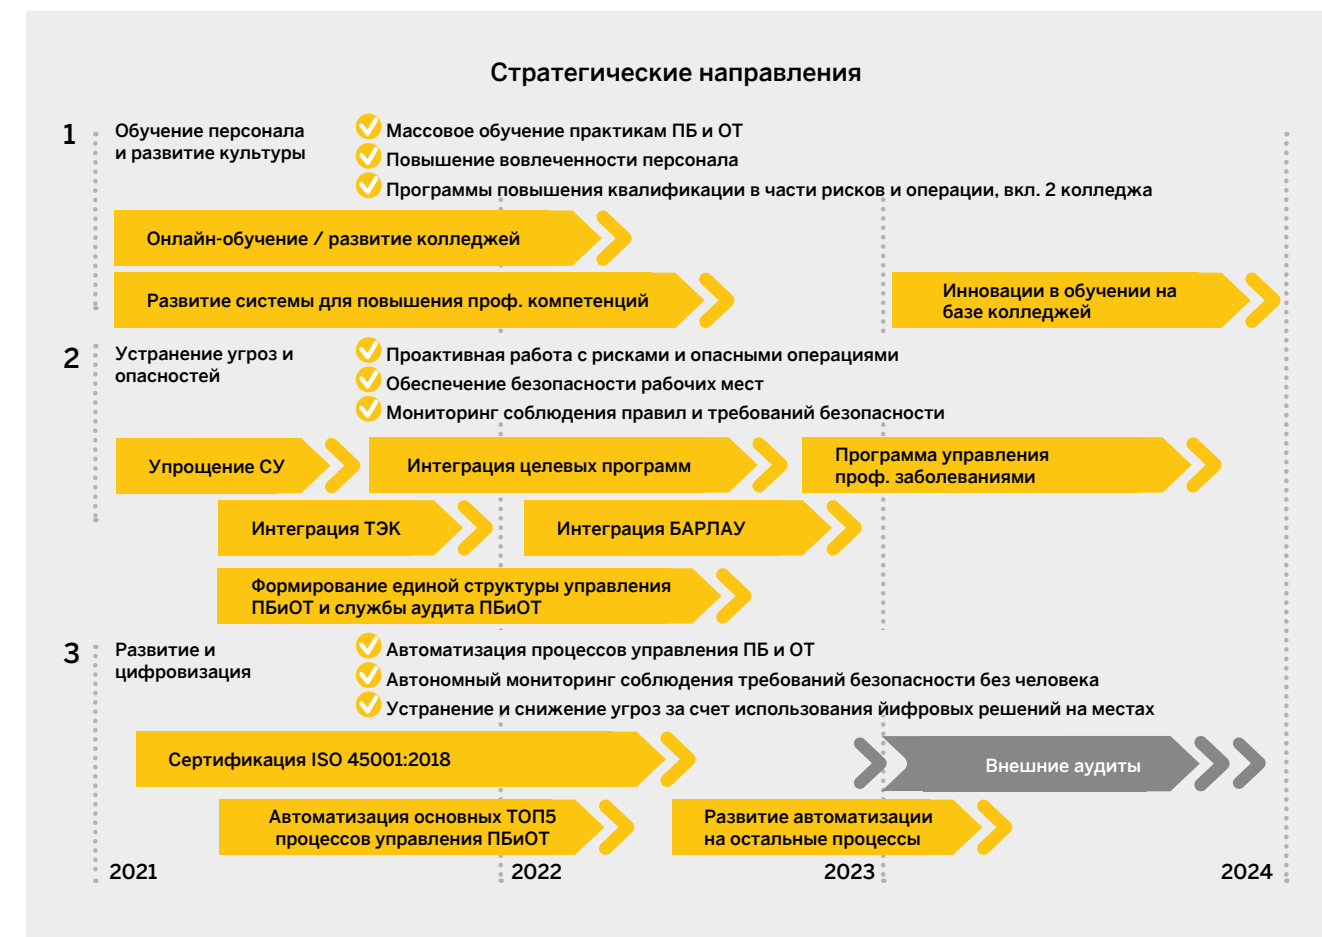 Стратегические направления
1
Обучение персонала
и развитие культуры
Массовое обучение практикам ПБ и ОТ
Повышение вовлеченности персонала
Программы повышения квалификации в части рисков и операции, вкл. 2 колледжа
Онлайн-обучение / развитие колледжей
Развитие системы для повышения проф. компетенций
Инновации в обучении на
базе колледжей
2
Устранение угроз и
опасностей
Проактивная работа с рисками и опасными операциями
Обеспечение безопасности рабочих мест
Мониторинг соблюдения правил и требований безопасности
Упрощение СУ
Интеграция целевых программ
Программа управления
проф. заболеваниями
Интеграция ТЭК
Интеграция БАРЛАУ
Формирование единой структуры управления
ПБиОТ и службы аудита ПБиОТ
3
Развитие и
цифровизация
Автоматизация процессов управления ПБ и ОТ
Автономный мониторинг соблюдения требований безопасности без человека
Устранение и снижение угроз за счет использования йифровых решений на местах
Сертификация ISO 45001:2018
Внешние аудиты
Автоматизация основных ТОП5
процессов управления ПБиОТ
Развитие автоматизации
на остальные процессы
2021
2022
2023
2024